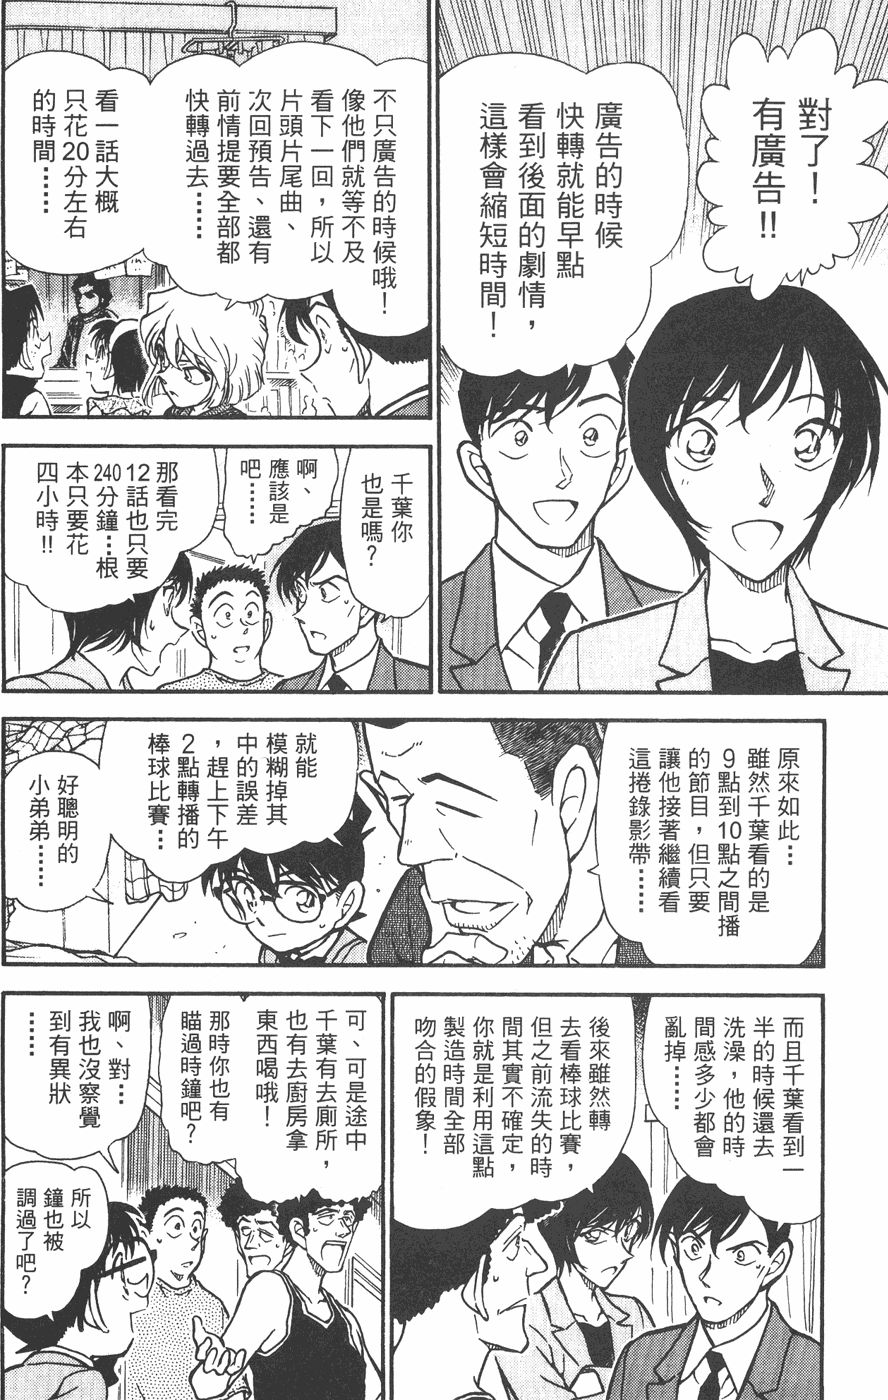 對了！
有廣告!!
廣告的時候
快轉就能早點
看到後面的劇情，
這樣會縮短時間！
不只廣告的時候哦！
像他們就等不及
看下一回，所以
片頭片尾曲、
次回預告、還有
前情提要全部都
快轉過去……
看一話大概
只花20分左右
的時間……
千葉你
也是嗎？
啊、
應該是
吧……
那看完
12話也只要
240分鐘…根
本只要花
四小時!!
原來如此…
雖然千葉看的是
9點到10點之間播
的節目，但只要
讓他接著繼續看
這捲錄影帶……
就能
模糊掉其
中的誤差
，趕上下午
2點轉播的
棒球比賽…
好聰明的
小弟弟……
而且千葉看到一
半的時候還去
洗澡，他的時
間感多少都會
亂掉……
後來雖然轉
去看棒球比賽，
但之前流失的時
間其實不確定，
你就是利用這點
製造時間全部
吻合的假象！
可、可是途中
千葉有去廁所，
也有去廚房拿
東西喝哦！
那時你也有
瞄過時鐘吧？
啊、對…
我也沒察覺
到有異狀
……
所以
鐘也被
調過了吧？